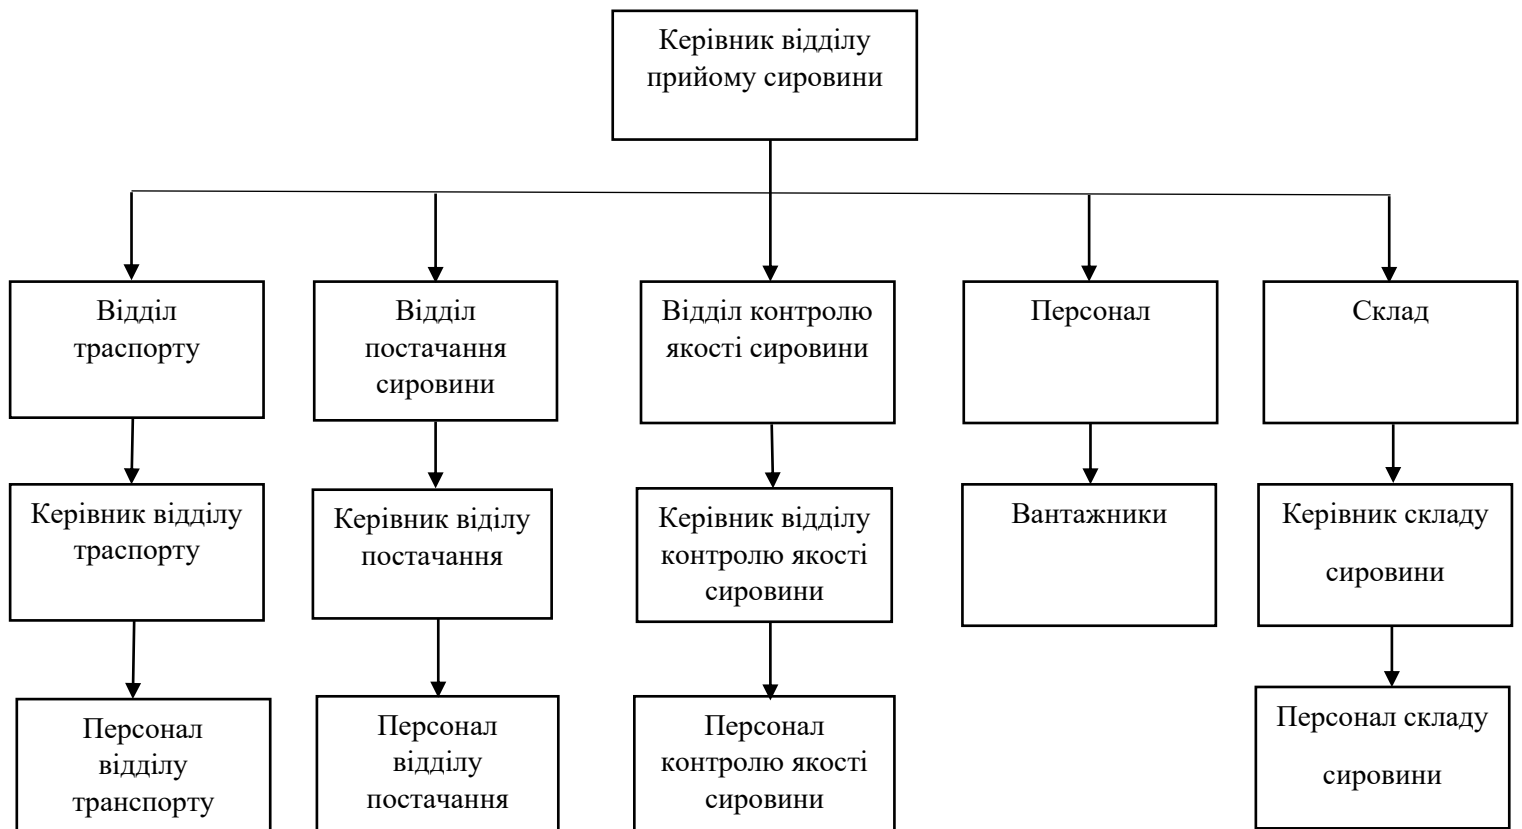 Керівник відділу
прийому сировини
Відділ
траспорту
Відділ
постачання
сировини
Відділ контролю
якості сировини
Персонал
Склад
Керівник відділу
траспорту
Керівник віділу
постачання
Керівник відділу
контролю якості
сировини
Вантажники
Керівник складу
сировини
Персонал
відділу
транспорту
Персонал
відділу
постачання
Персонал
контролю якості
сировини
Персонал складу
сировини